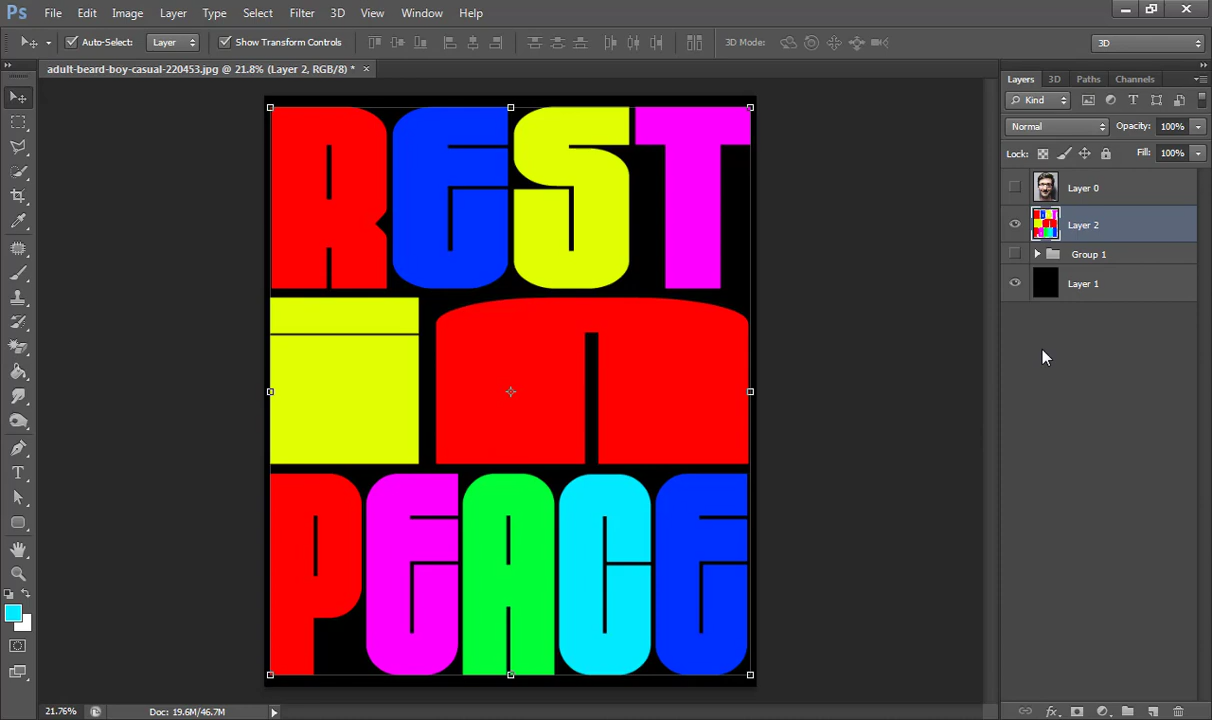 Ps File Edit Image Layer Type Select Filter 3D View Window Help
Auto-Select: Layer Show Transform Controls 3D Mode: 3D
adult-beard-boy-casual-220453.jpg @ 21.8% (Layer 2, RGB/8) * ×
Layers 3D Paths Channels
Kind
Normal Opacity: 100%
Lock: Fill: 100%
Layer 0
Layer 2
Group 1
Layer 1
REST
in
PEACE
T
21.76% Doc: 19.6M/46.7M fx